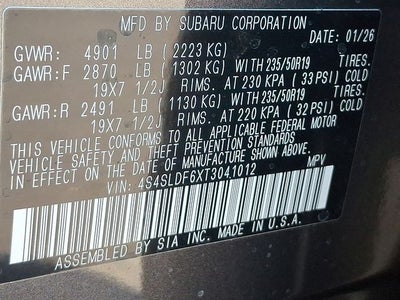 MFD BY SUBARU CORPORATION DATE: 01/26
GVWR: 4901 LB (2223 KG)
GAWR:F 2870 LB (1302 KG) WITH 235/50R19 TIRES.
19X7 1/2J RIMS. AT 230 KPA (33 PSI) COLD
GAWR:R 2491 LB (1130 KG) WITH 235/50R19 TIRES.
19X7 1/2J RIMS. AT 220 KPA (32 PSI) COLD
THIS VEHICLE CONFORMS TO ALL APPLICABLE FEDERAL MOTOR
VEHICLE SAFETY AND THEFT PREVENTION STANDARDS IN EFFECT ON THE
DATE OF MANUFACTURE SHOWN ABOVE.
VIN: 4S4SLDF6XT3041012 MPV
ASSEMBLED BY SIA INC. MADE IN U.S.A.